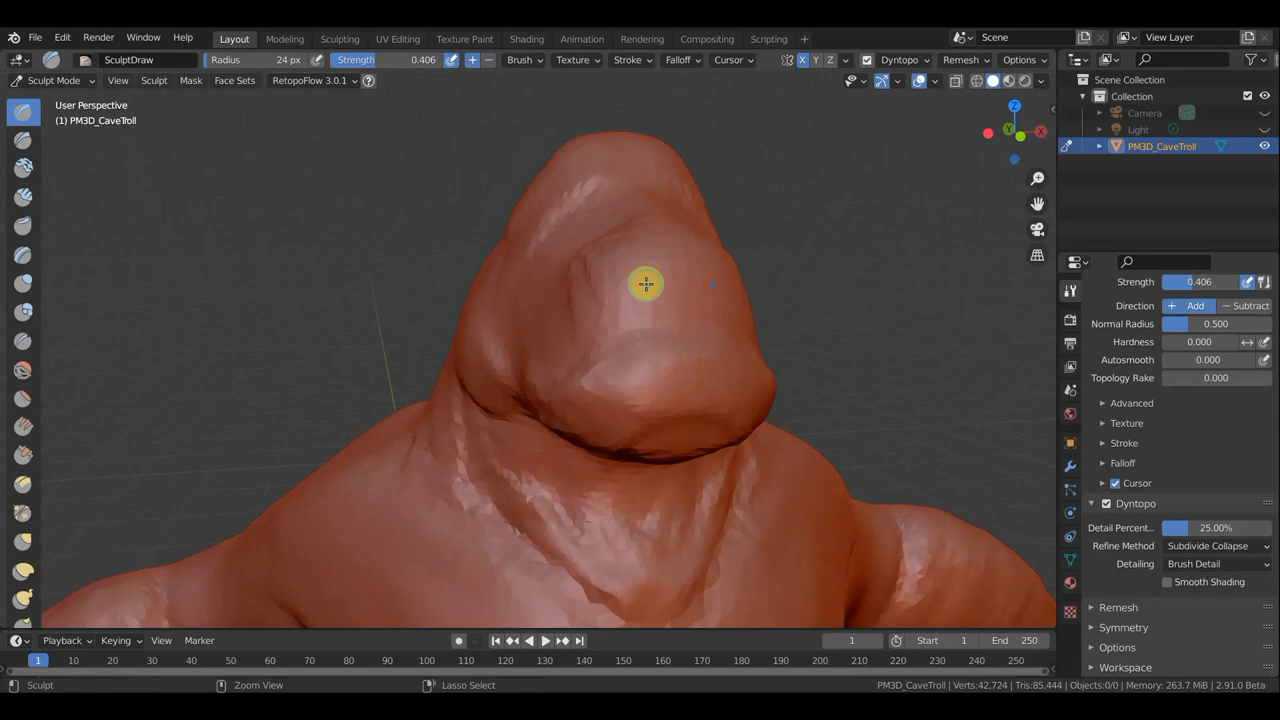 File Edit Render Window Help Layout Modeling Sculpting UV Editing Texture Paint Shading Animation Rendering Compositing Scripting + Scene View Layer
SculptDraw Radius 24 px Strength 0.406 Brush Texture Stroke Falloff Cursor X Y Z Dyntopo Remesh Options
Sculpt Mode View Sculpt Mask Face Sets RetopoFlow 3.0.1
User Perspective
(1) PM3D_CaveTroll
Z
Y
X
Scene Collection
Collection
Camera
Light
PM3D_CaveTroll
Strength 0.406
Direction + Add − Subtract
Normal Radius 0.500
Hardness 0.000
Autosmooth 0.000
Topology Rake 0.000
Advanced
Texture
Stroke
Falloff
Cursor
Dyntopo
Detail Percent... 25.00%
Refine Method Subdivide Collapse
Detailing Brush Detail
Smooth Shading
Remesh
Symmetry
Options
Workspace
Playback Keying View Marker 1 Start 1 End 250
1 10 20 30 40 50 60 70 80 90 100 110 120 130 140 150 160 170 180 190 200 210 220 230 240 250
Sculpt Zoom View Lasso Select PM3D_CaveTroll | Verts:42,724 | Tris:85,444 | Objects:0/0 | Memory: 263.7 MiB | 2.91.0 Beta